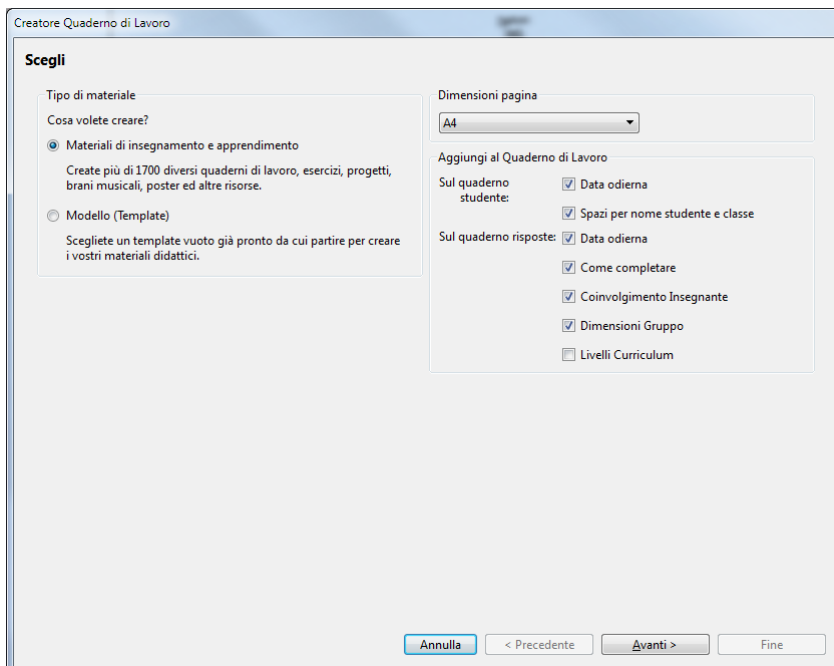 Creatore Quaderno di Lavoro
Scegli
Tipo di materiale
Cosa volete creare?
Materiali di insegnamento e apprendimento
Create più di 1700 diversi quaderni di lavoro, esercizi, progetti,
brani musicali, poster ed altre risorse.
Modello (Template)
Scegliete un template vuoto già pronto da cui partire per creare
i vostri materiali didattici.
Dimensioni pagina
A4
Aggiungi al Quaderno di Lavoro
Sul quaderno
studente:
Data odierna
Spazi per nome studente e classe
Sul quaderno risposte:
Data odierna
Come completare
Coinvolgimento Insegnante
Dimensioni Gruppo
Livelli Curriculum
Annulla
< Precedente
Avanti >
Fine